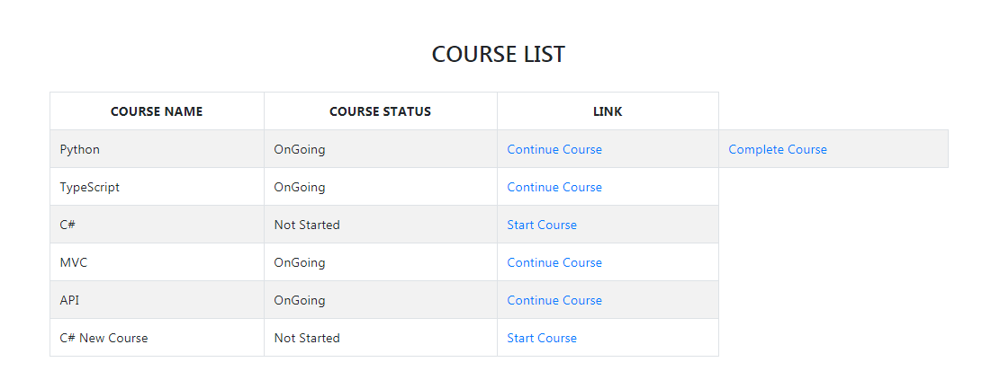 COURSE LIST
COURSE NAME COURSE STATUS LINK
Python OnGoing Continue Course Complete Course
TypeScript OnGoing Continue Course
C# Not Started Start Course
MVC OnGoing Continue Course
API OnGoing Continue Course
C# New Course Not Started Start Course